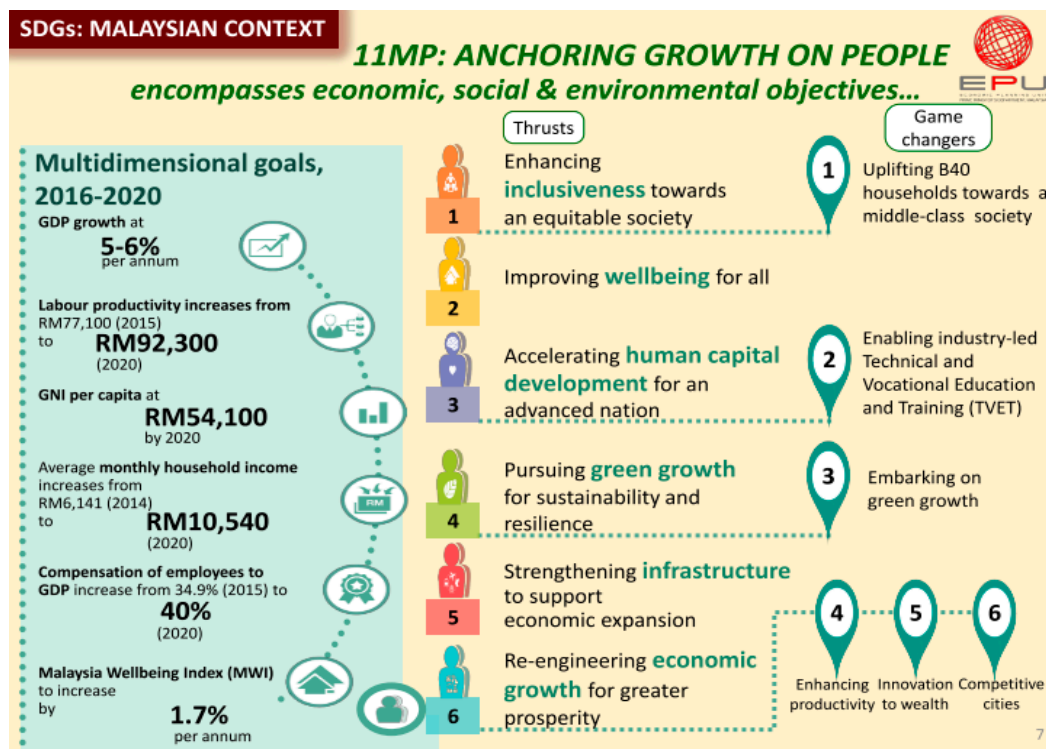 SDGs: MALAYSIAN CONTEXT
11MP: ANCHORING GROWTH ON PEOPLE
encompasses economic, social & environmental objectives…
EPU
Multidimensional goals,
2016-2020
GDP growth at
5-6%
per annum
Labour productivity increases from
RM77,100 (2015)
to RM92,300
(2020)
GNI per capita at
RM54,100
by 2020
Average monthly household income
increases from
RM6,141 (2014)
to RM10,540
(2020)
RM
Compensation of employees to
GDP increase from 34.9% (2015) to
40%
(2020)
Malaysia Wellbeing Index (MWI)
to increase
by 1.7%
per annum
Thrusts
1
Enhancing
inclusiveness towards
an equitable society
2
Improving wellbeing for all
3
Accelerating human capital
development for an
advanced nation
4
Pursuing green growth
for sustainability and
resilience
5
Strengthening infrastructure
to support
economic expansion
6
Re-engineering economic
growth for greater
prosperity
Game
changers
1
Uplifting B40
households towards a
middle-class society
2
Enabling industry-led
Technical and
Vocational Education
and Training (TVET)
3
Embarking on
green growth
4
Enhancing
productivity
5
Innovation
to wealth
6
Competitive
cities
7